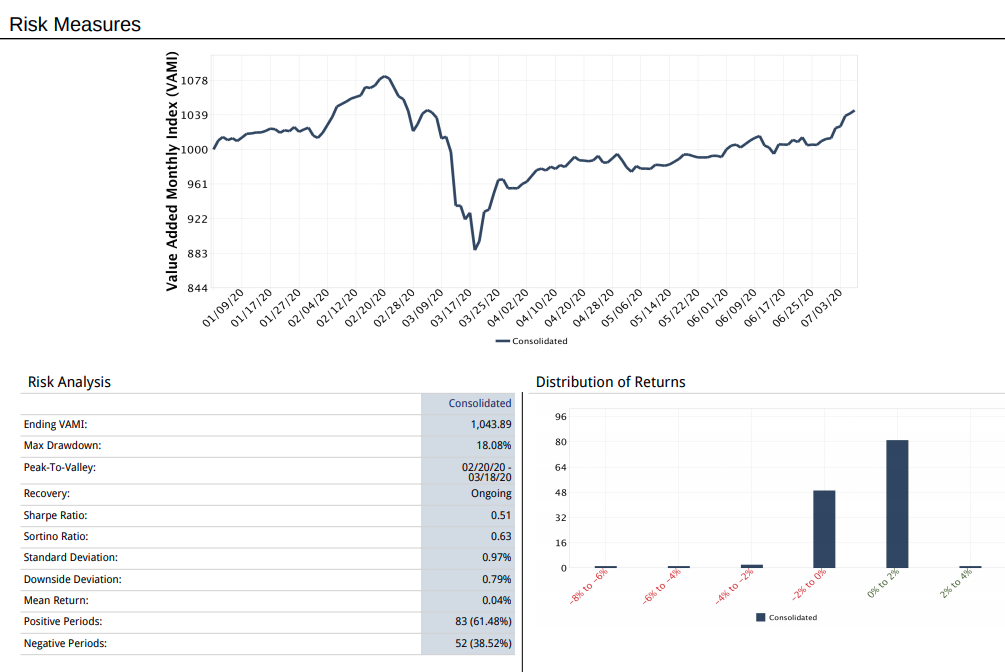 Risk Measures
Value Added Monthly Index (VAMI)
1078
1039
1000
961
922
883
844
01/09/20
01/17/20
01/27/20
02/04/20
02/12/20
02/20/20
02/28/20
03/09/20
03/17/20
03/25/20
04/02/20
04/10/20
04/20/20
04/28/20
05/06/20
05/14/20
05/22/20
06/01/20
06/09/20
06/17/20
06/25/20
07/03/20
Consolidated
Risk Analysis
Consolidated
Ending VAMI: 1,043.89
Max Drawdown: 18.08%
Peak-To-Valley: 02/20/20 -
03/18/20
Recovery: Ongoing
Sharpe Ratio: 0.51
Sortino Ratio: 0.63
Standard Deviation: 0.97%
Downside Deviation: 0.79%
Mean Return: 0.04%
Positive Periods: 83 (61.48%)
Negative Periods: 52 (38.52%)
Distribution of Returns
96
80
64
48
32
16
0
-8% to -6%
-6% to -4%
-4% to -2%
-2% to 0%
0% to 2%
2% to 4%
Consolidated